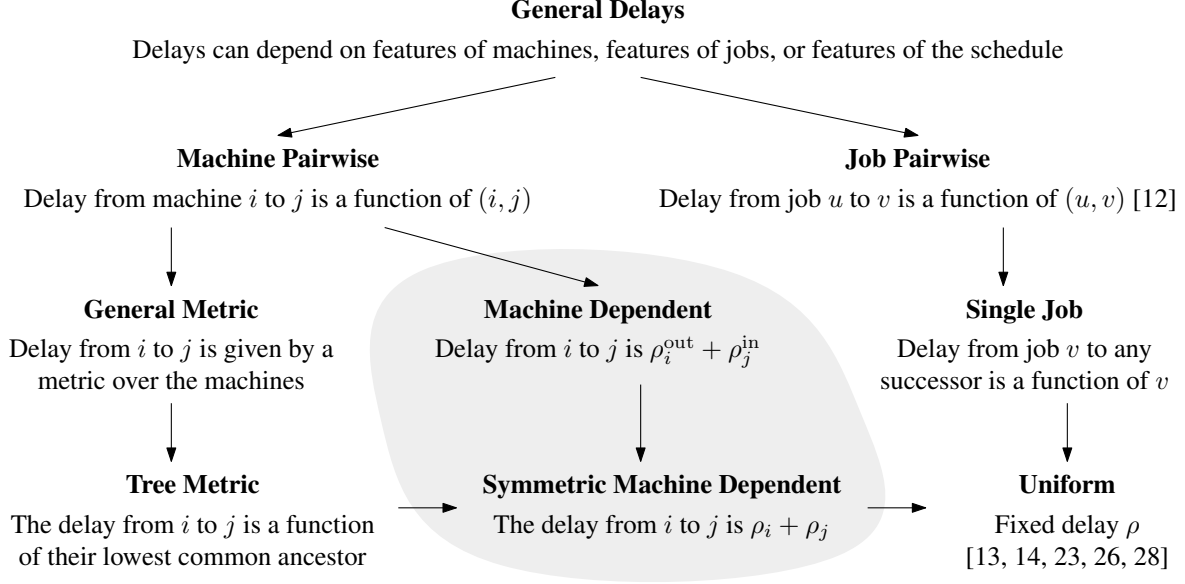 General Delays
Delays can depend on features of machines, features of jobs, or features of the schedule
Machine Pairwise
Delay from machine i to j is a function of (i, j)
Job Pairwise
Delay from job u to v is a function of (u, v) [12]
General Metric
Delay from i to j is given by a
metric over the machines
Machine Dependent
Delay from i to j is ρ_i^out + ρ_j^in
Single Job
Delay from job v to any
successor is a function of v
Tree Metric
The delay from i to j is a function
of their lowest common ancestor
Symmetric Machine Dependent
The delay from i to j is ρ_i + ρ_j
Uniform
Fixed delay ρ
[13, 14, 23, 26, 28]